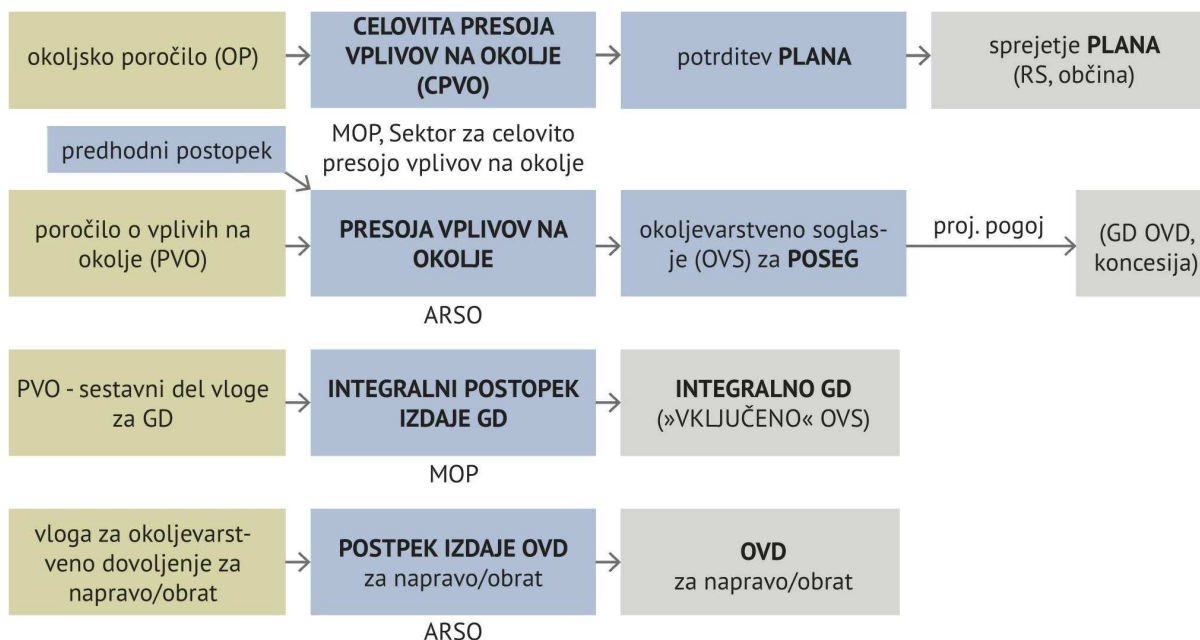 okoljsko poročilo (OP)
CELOVITA PRESOJA
VPLIVOV NA OKOLJE
(CPVO)
potrditev PLANA
sprejetje PLANA
(RS, občina)
MOP, Sektor za celovito
presojo vplivov na okolje
predhodni postopek
poročilo o vplivih na
okolje (PVO)
PRESOJA VPLIVOV NA
OKOLJE
okoljevarstveno soglas-
je (OVS) za POSEG
proj. pogoj
(GD OVD,
koncesija)
ARSO
PVO - sestavni del vloge
za GD
INTEGRALNI POSTOPEK
IZDAJE GD
INTEGRALNO GD
(»VKLJUČENO« OVS)
MOP
vloga za okoljevarst-
veno dovoljenje za
napravo/obrat
POSTPEK IZDAJE OVD
za napravo/obrat
OVD
za napravo/obrat
ARSO